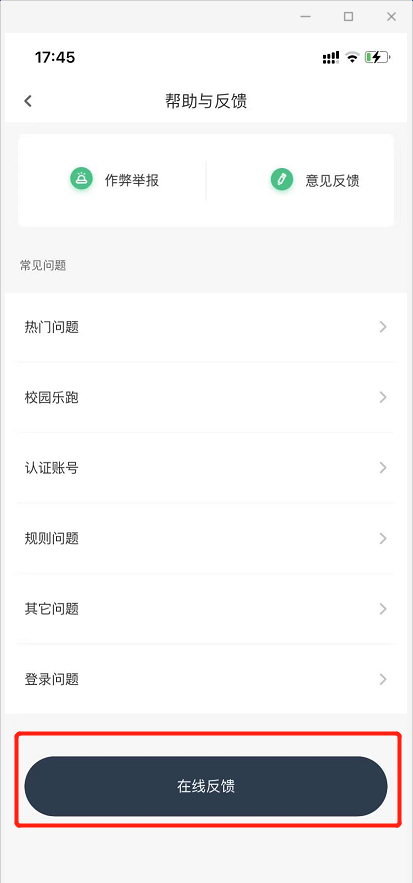 17:45
帮助与反馈
作弊举报
意见反馈
常见问题
热门问题
校园乐跑
认证账号
规则问题
其它问题
登录问题
在线反馈